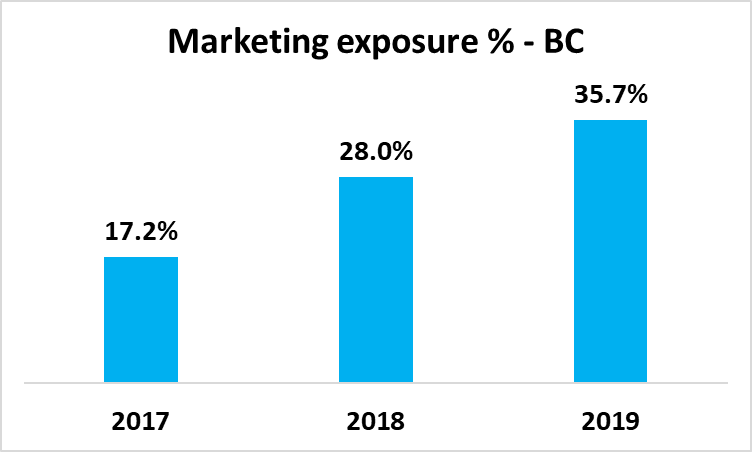 Marketing exposure % - BC
35.7%
28.0%
17.2%
2017 2018 2019